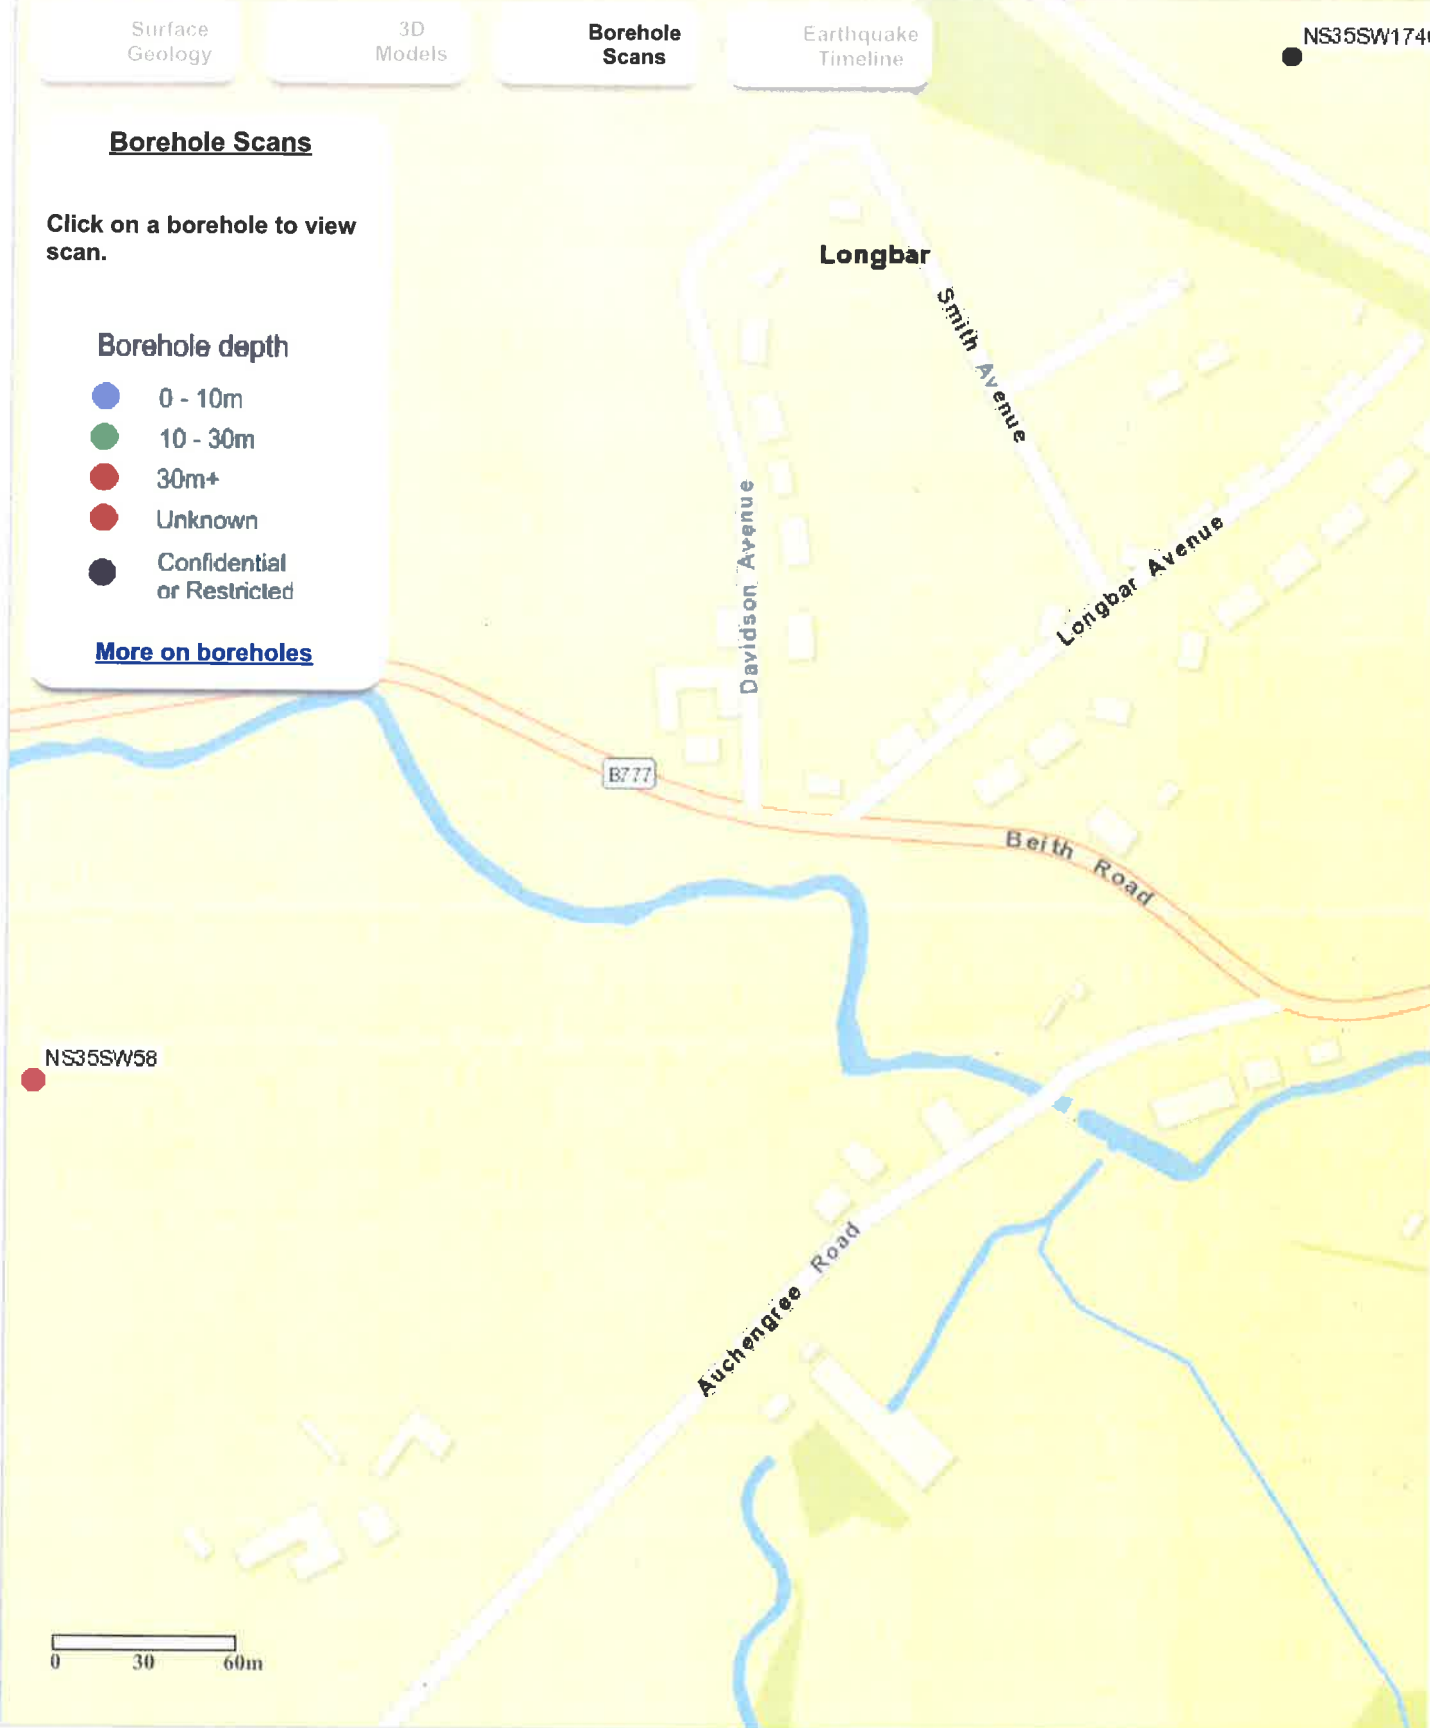 Surface
Geology
3D
Models
Borehole
Scans
Earthquake
Timeline
NS35SW174
Borehole Scans
Click on a borehole to view
scan.
Borehole depth
0 - 10m
10 - 30m
30m+
Unknown
Confidential
or Restricted
More on boreholes
Longbar
Smith Avenue
Davidson Avenue
Longbar Avenue
B777
Beith Road
NS35SW58
Auchengree Road
0 30 60m